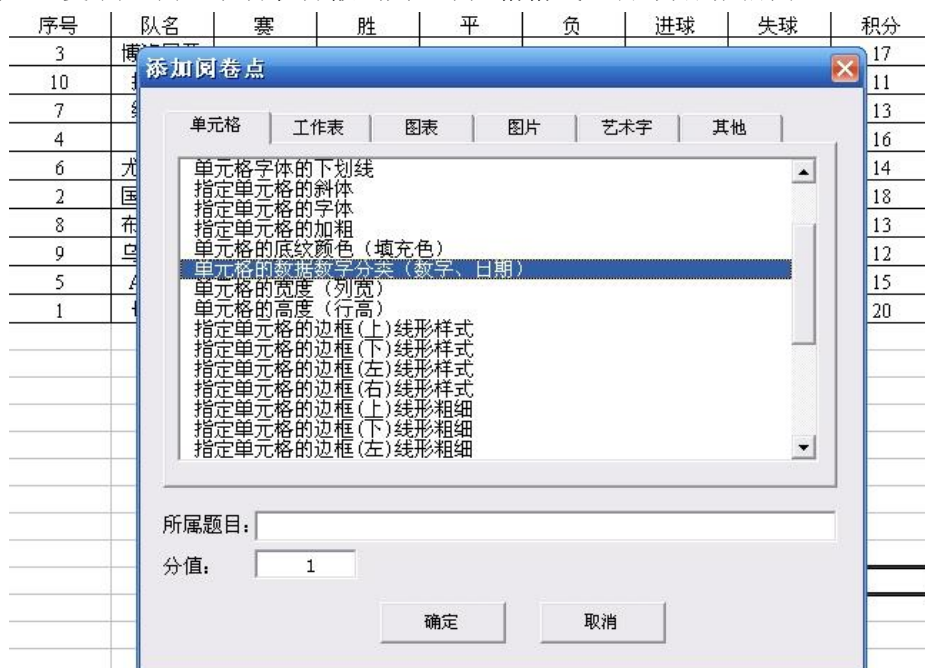 序号 队名 赛 胜 平 负 进球 失球 积分
3 博 17
10 11
7 13
4 16
6 尤 14
2 国 18
8 布 13
9 乌 12
5 A 15
1 20
添加阅卷点
单元格 工作表 图表 图片 艺术字 其他
单元格字体的下划线
指定单元格的斜体
指定单元格的字体
指定单元格的加粗
单元格的底纹颜色(填充色)
单元格的数据数字分类(数字、日期)
单元格的宽度(列宽)
单元格的高度(行高)
指定单元格的边框(上)线形样式
指定单元格的边框(下)线形样式
指定单元格的边框(左)线形样式
指定单元格的边框(右)线形样式
指定单元格的边框(上)线形粗细
指定单元格的边框(下)线形粗细
指定单元格的边框(左)线形粗细
所属题目:
分值: 1
确定 取消